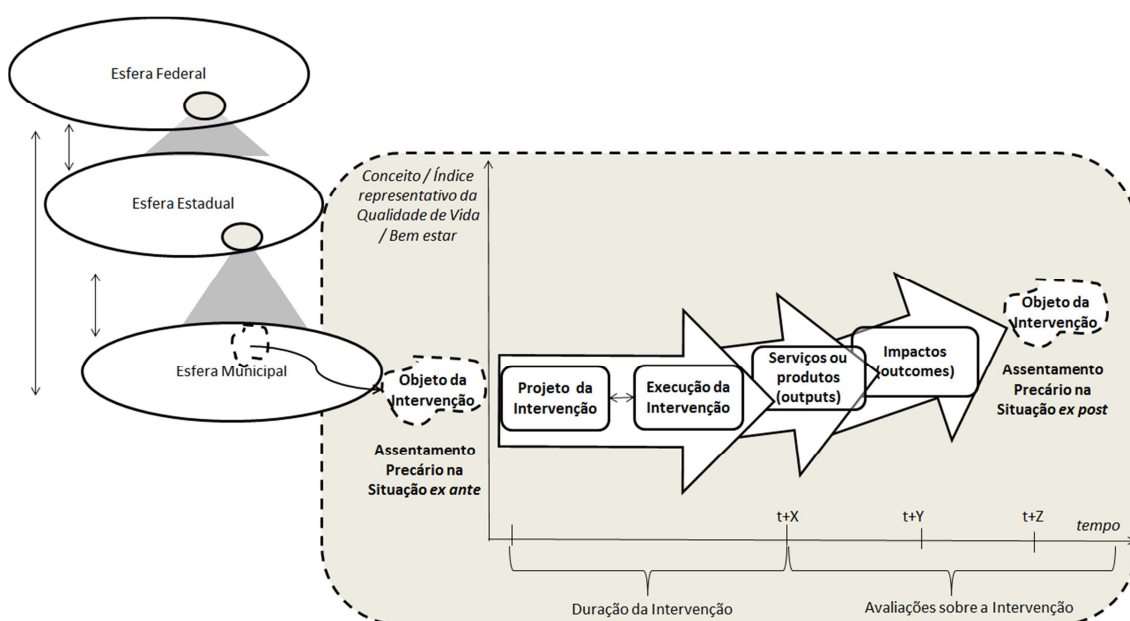 Esfera Federal
Esfera Estadual
Esfera Municipal
Conceito / Índice
representativo da
Qualidade de Vida
/ Bem estar
Objeto da
Intervenção
Assentamento
Precário na
Situação ex ante
Projeto da
Intervenção
Execução da
Intervenção
Serviços ou
produtos
(outputs)
Impactos
(outcomes)
Objeto da
Intervenção
Assentamento
Precário na
Situação ex post
t+X
t+Y
t+Z
tempo
Duração da Intervenção
Avaliações sobre a Intervenção